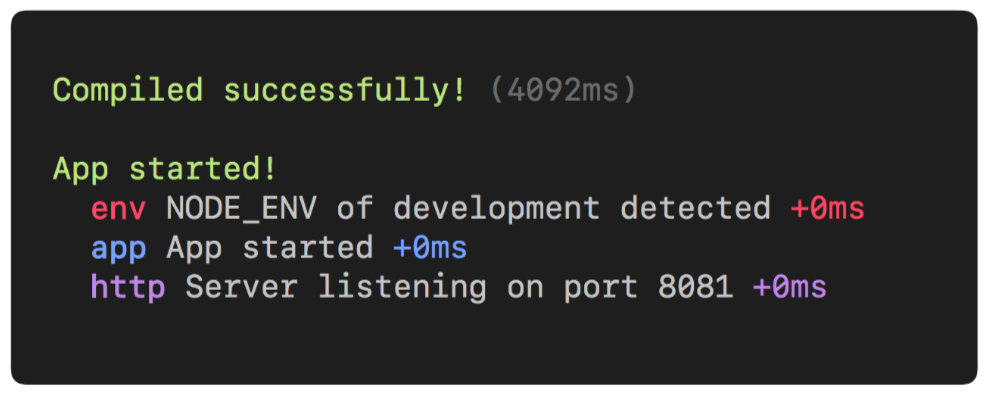 Compiled successfully! (4092ms)
App started!
env NODE_ENV of development detected +0ms
app App started +0ms
http Server listening on port 8081 +0ms